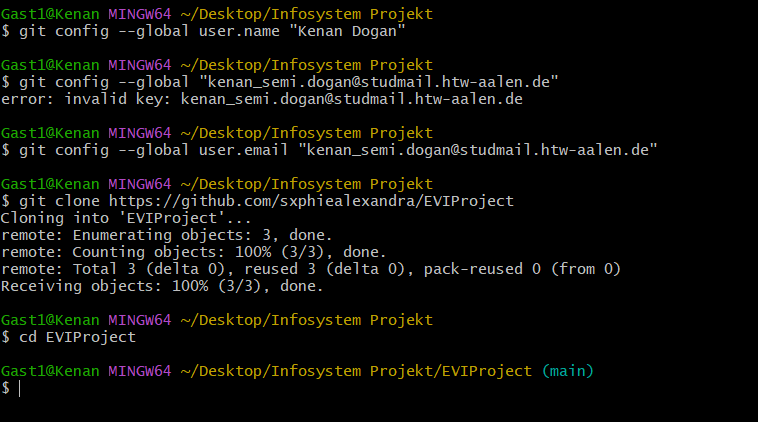 Gast1@Kenan MINGW64 ~/Desktop/Infosystem Projekt
$ git config --global user.name "Kenan Dogan"
Gast1@Kenan MINGW64 ~/Desktop/Infosystem Projekt
$ git config --global "kenan_semi.dogan@studmail.htw-aalen.de"
error: invalid key: kenan_semi.dogan@studmail.htw-aalen.de
Gast1@Kenan MINGW64 ~/Desktop/Infosystem Projekt
$ git config --global user.email "kenan_semi.dogan@studmail.htw-aalen.de"
Gast1@Kenan MINGW64 ~/Desktop/Infosystem Projekt
$ git clone https://github.com/sxphiealexandra/EVIProject
Cloning into 'EVIProject'...
remote: Enumerating objects: 3, done.
remote: Counting objects: 100% (3/3), done.
remote: Total 3 (delta 0), reused 3 (delta 0), pack-reused 0 (from 0)
Receiving objects: 100% (3/3), done.
Gast1@Kenan MINGW64 ~/Desktop/Infosystem Projekt
$ cd EVIProject
Gast1@Kenan MINGW64 ~/Desktop/Infosystem Projekt/EVIProject (main)
$